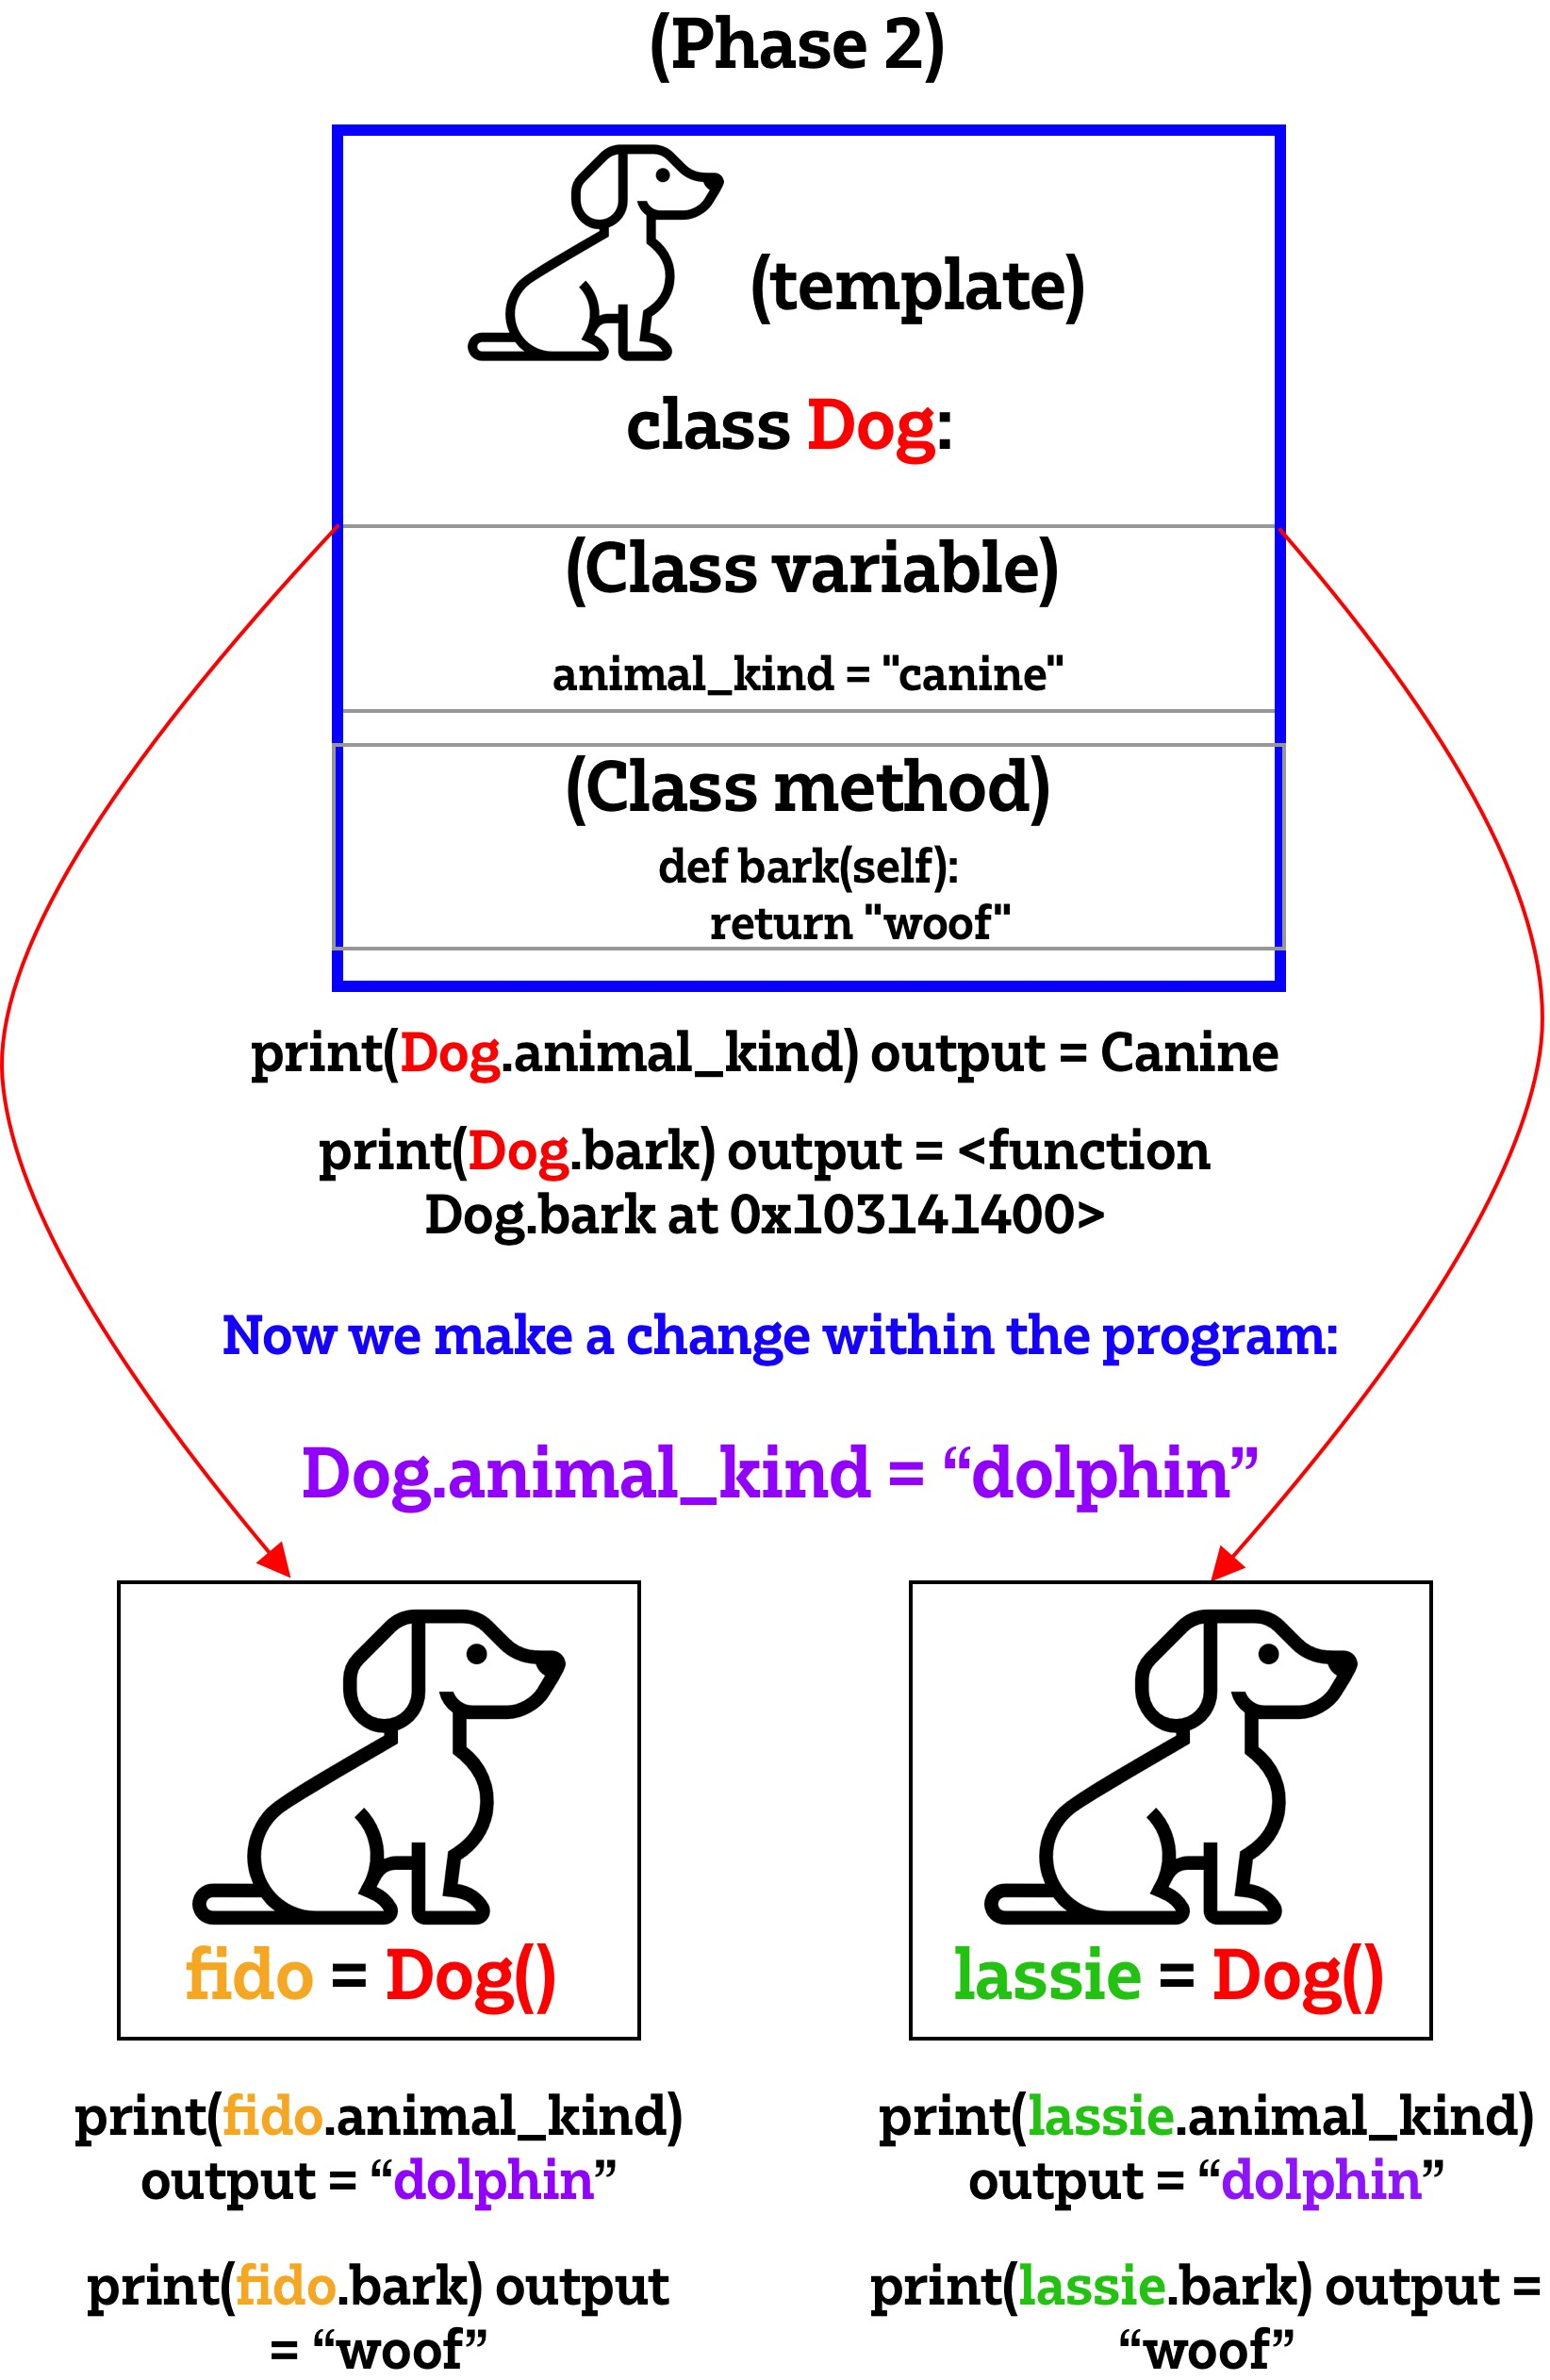 (Phase 2)
(template)
class Dog:
(Class variable)
animal_kind = "canine"
(Class method)
def bark(self):
return "woof"
print(Dog.animal_kind) output = Canine
print(Dog.bark) output = <function
Dog.bark at 0x103141400>
Now we make a change within the program:
Dog.animal_kind = “dolphin”
fido = Dog()
print(fido.animal_kind)
output = “dolphin”
print(fido.bark) output
= “woof”
lassie = Dog()
print(lassie.animal_kind)
output = “dolphin”
print(lassie.bark) output =
“woof”